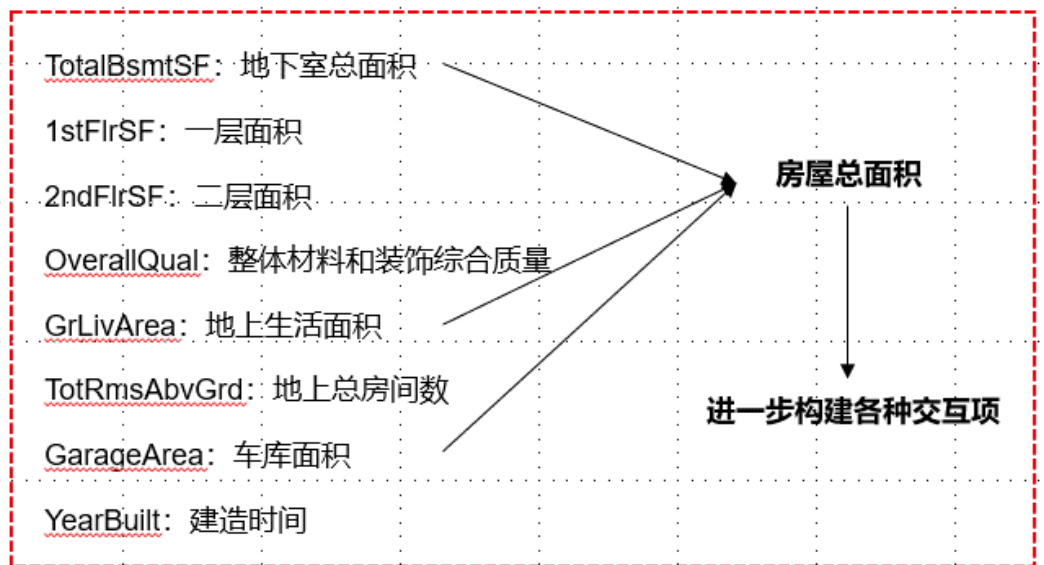 TotalBsmtSF：地下室总面积
1stFlrSF：一层面积
2ndFlrSF：二层面积
房屋总面积
OverallQual：整体材料和装饰综合质量
GrLivArea：地上生活面积
TotRmsAbvGrd：地上总房间数
进一步构建各种交互项
GarageArea：车库面积
YearBuilt：建造时间